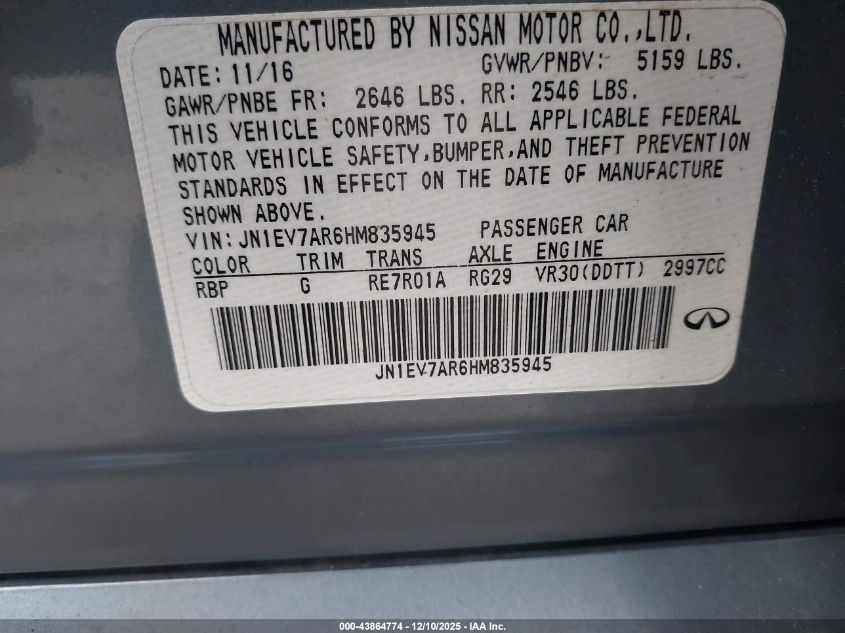 MANUFACTURED BY NISSAN MOTOR CO.,LTD.
DATE: 11/16 GVWR/PNBV: 5159 LBS.
GAWR/PNBE FR: 2646 LBS. RR: 2546 LBS.
THIS VEHICLE CONFORMS TO ALL APPLICABLE FEDERAL
MOTOR VEHICLE SAFETY,BUMPER,AND THEFT PREVENTION
STANDARDS IN EFFECT ON THE DATE OF MANUFACTURE
SHOWN ABOVE.
VIN: JN1EV7AR6HM835945 PASSENGER CAR
COLOR TRIM TRANS AXLE ENGINE
RBP G RE7R01A RG29 VR30(DDTT) 2997CC
JN1EV7AR6HM835945
000-43864774 - 12/10/2025 - IAA Inc.